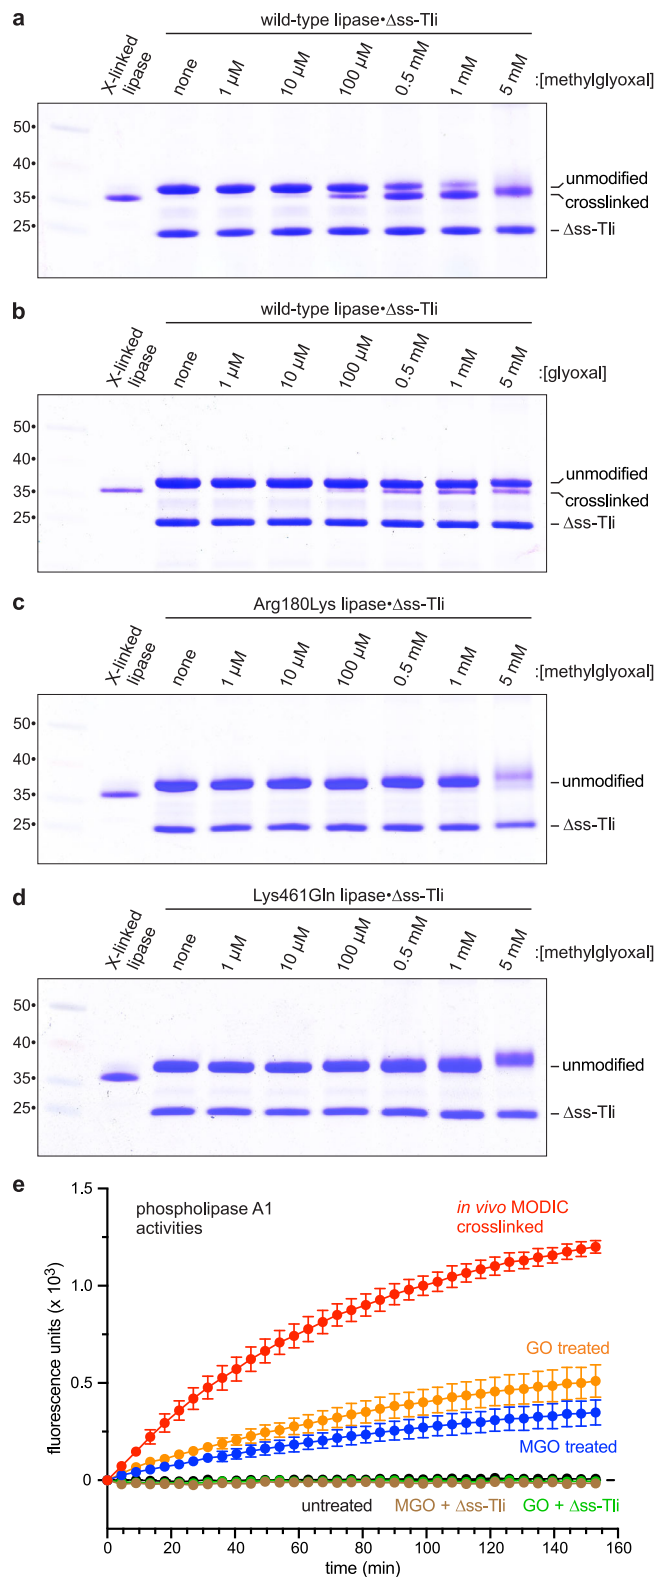 a
wild-type lipase•Δss-Tli
X-linked lipase
none
1 µM
10 µM
100 µM
0.5 mM
1 mM
5 mM
:[methylglyoxal]
50•
40•
35•
25•
unmodified
crosslinked
Δss-Tli
b
wild-type lipase•Δss-Tli
X-linked lipase
none
1 µM
10 µM
100 µM
0.5 mM
1 mM
5 mM
:[glyoxal]
50•
40•
35•
25•
unmodified
crosslinked
Δss-Tli
c
Arg180Lys lipase•Δss-Tli
X-linked lipase
none
1 µM
10 µM
100 µM
0.5 mM
1 mM
5 mM
:[methylglyoxal]
50•
40•
35•
25•
unmodified
Δss-Tli
d
Lys461Gln lipase•Δss-Tli
X-linked lipase
none
1 µM
10 µM
100 µM
0.5 mM
1 mM
5 mM
:[methylglyoxal]
50•
40•
35•
25•
unmodified
Δss-Tli
e
phospholipase A1
activities
in vivo MODIC
crosslinked
GO treated
MGO treated
untreated
MGO + Δss-Tli
GO + Δss-Tli
fluorescence units (x 10³)
1.5
1.0
0.5
0
0 20 40 60 80 100 120 140 160
time (min)